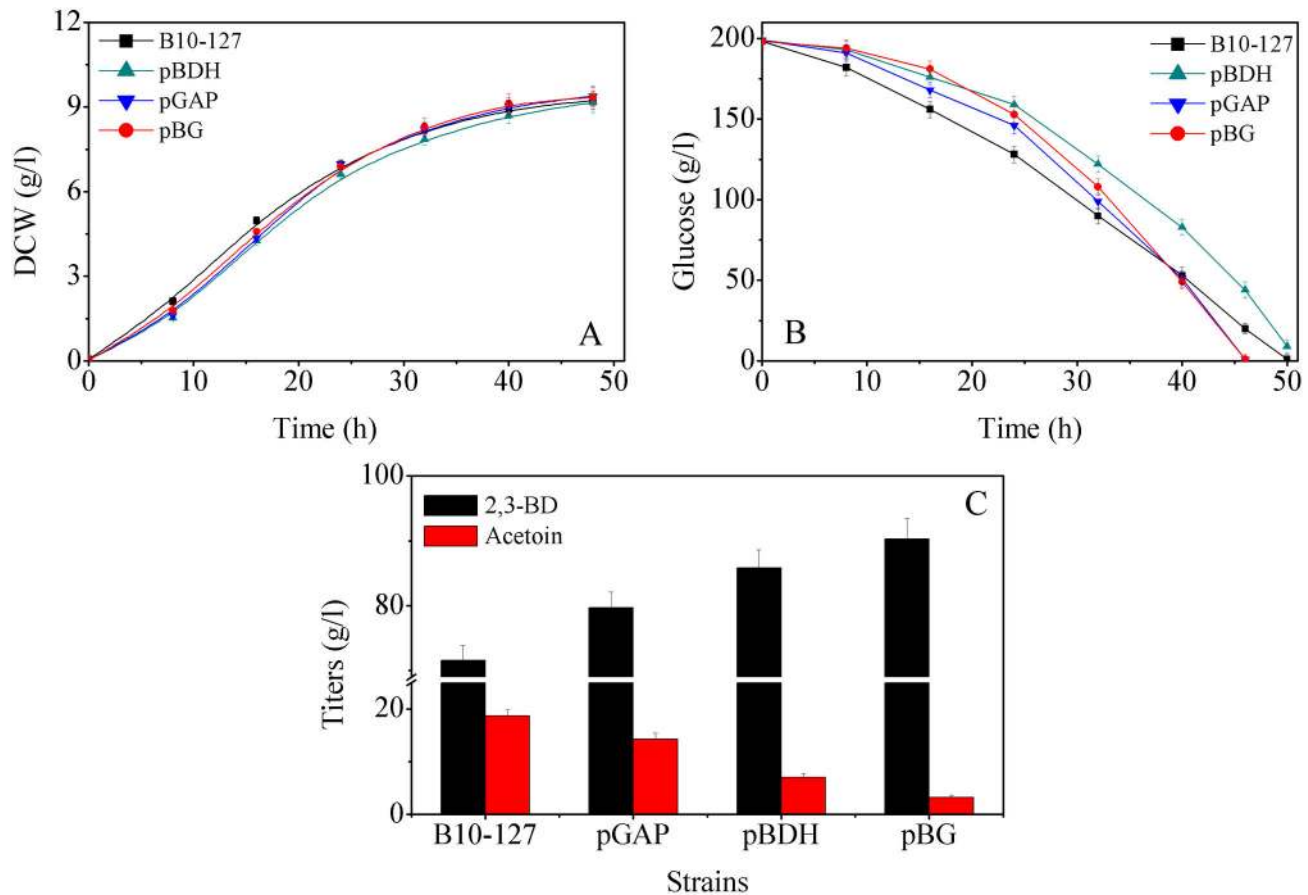 12
9
6
3
0
DCW (g/l)
B10-127
pBDH
pGAP
pBG
A
0 10 20 30 40 50
Time (h)
200
150
100
50
0
Glucose (g/l)
B10-127
pBDH
pGAP
pBG
B
0 10 20 30 40 50
Time (h)
100
80
20
0
Titers (g/l)
2,3-BD
Acetoin
C
B10-127 pGAP pBDH pBG
Strains